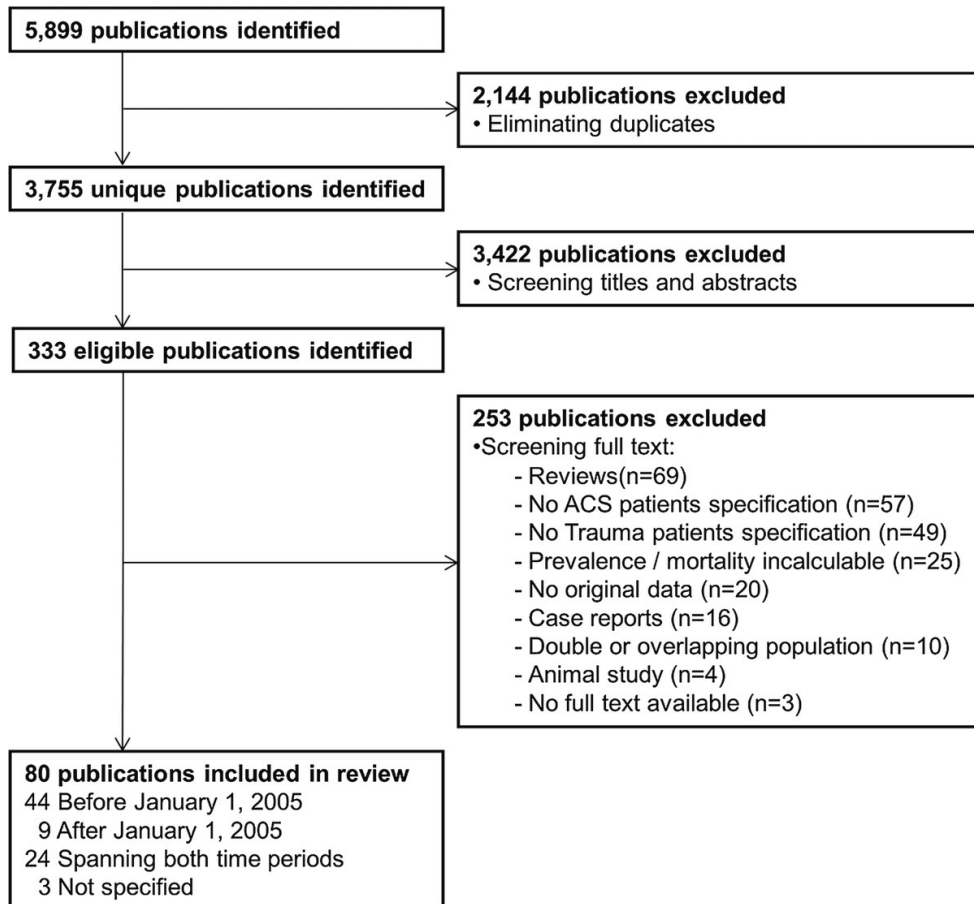 5,899 publications identified
2,144 publications excluded
• Eliminating duplicates
3,755 unique publications identified
3,422 publications excluded
• Screening titles and abstracts
333 eligible publications identified
253 publications excluded
•Screening full text:
- Reviews(n=69)
- No ACS patients specification (n=57)
- No Trauma patients specification (n=49)
- Prevalence / mortality incalculable (n=25)
- No original data (n=20)
- Case reports (n=16)
- Double or overlapping population (n=10)
- Animal study (n=4)
- No full text available (n=3)
80 publications included in review
44 Before January 1, 2005
9 After January 1, 2005
24 Spanning both time periods
3 Not specified